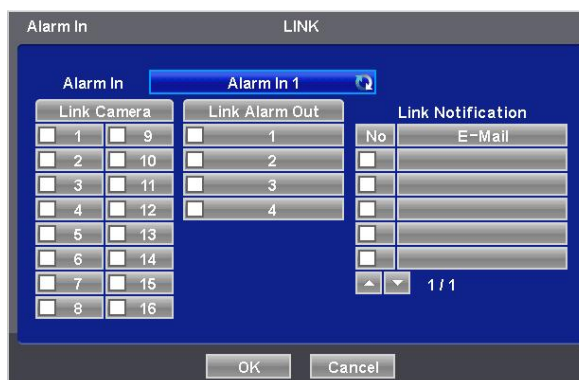 Alarm In LINK
Alarm In Alarm In 1
Link Camera Link Alarm Out Link Notification
1 9 1 No E-Mail
2 10 2
3 11 3
4 12 4
5 13
6 14
7 15 1 / 1
8 16
OK Cancel